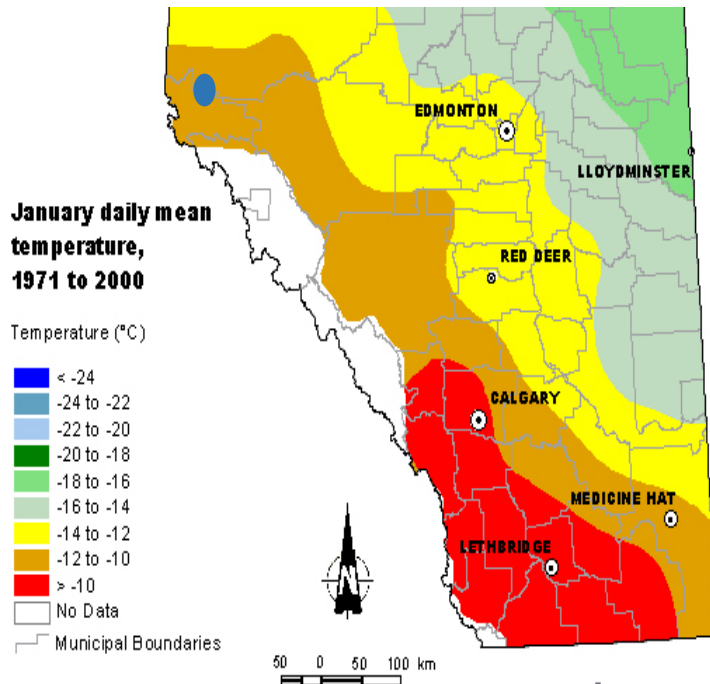 EDMONTON
LLOYDMINSTER
January daily mean
temperature,
1971 to 2000
RED DEER
Temperature (°C)
< -24
-24 to -22
-22 to -20
-20 to -18
-18 to -16
-16 to -14
-14 to -12
-12 to -10
> -10
No Data
Municipal Boundaries
CALGARY
MEDICINE HAT
LETHBRIDGE
N
50 0 50 100 km